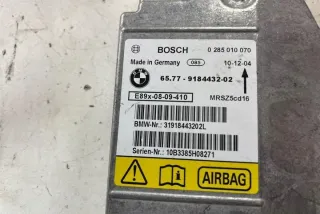 BOSCH 0 285 010 070
Made in Germany 085 10-12-04
65.77 - 9184432-02
E89x-08-09-410 MRSZ5cd16
BMW-Nr.: 31918443202L
Serien-Nr.: 10B3385H08271
AIRBAG